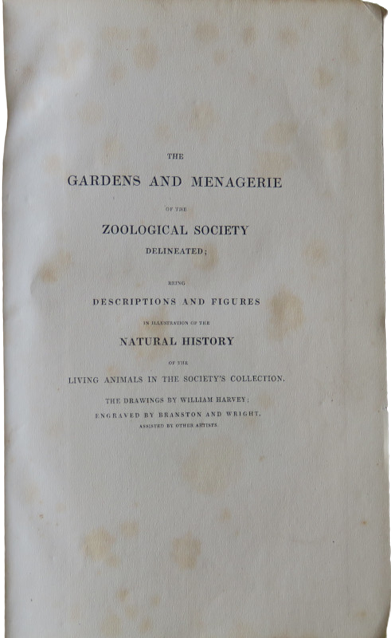 THE
GARDENS AND MENAGERIE
OF THE
ZOOLOGICAL SOCIETY
DELINEATED;
BEING
DESCRIPTIONS AND FIGURES
IN ILLUSTRATION OF THE
NATURAL HISTORY
OF THE
LIVING ANIMALS IN THE SOCIETY'S COLLECTION.
THE DRAWINGS BY WILLIAM HARVEY;
ENGRAVED BY BRANSTON AND WRIGHT,
ASSISTED BY OTHER ARTISTS.